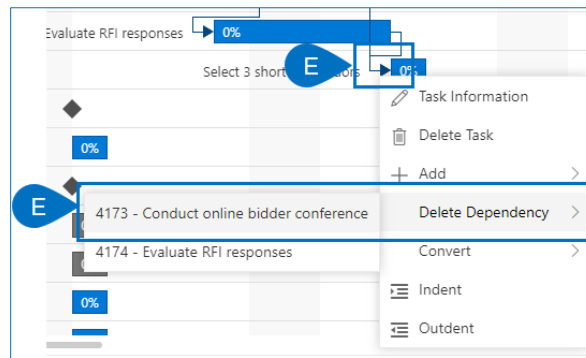 Evaluate RFI responses
0%
Select 3 short
E
0%
Task Information
Delete Task
0%
Add
E
4173 - Conduct online bidder conference
Delete Dependency
4174 - Evaluate RFI responses
Convert
Indent
0%
Outdent